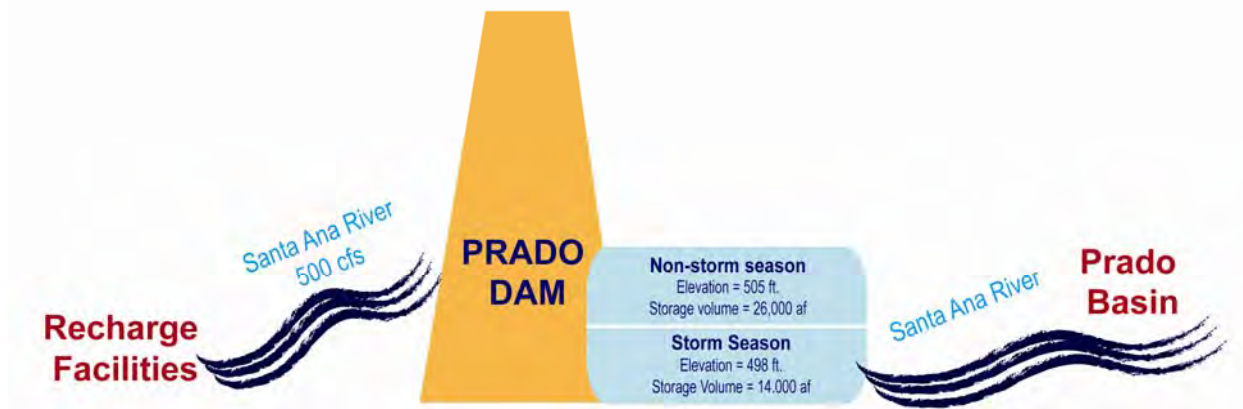 Santa Ana River
500 cfs
Recharge
Facilities
PRADO
DAM
Non-storm season
Elevation = 505 ft.
Storage volume = 26,000 af
Storm Season
Elevation = 498 ft.
Storage Volume = 14.000 af
Santa Ana River
Prado
Basin